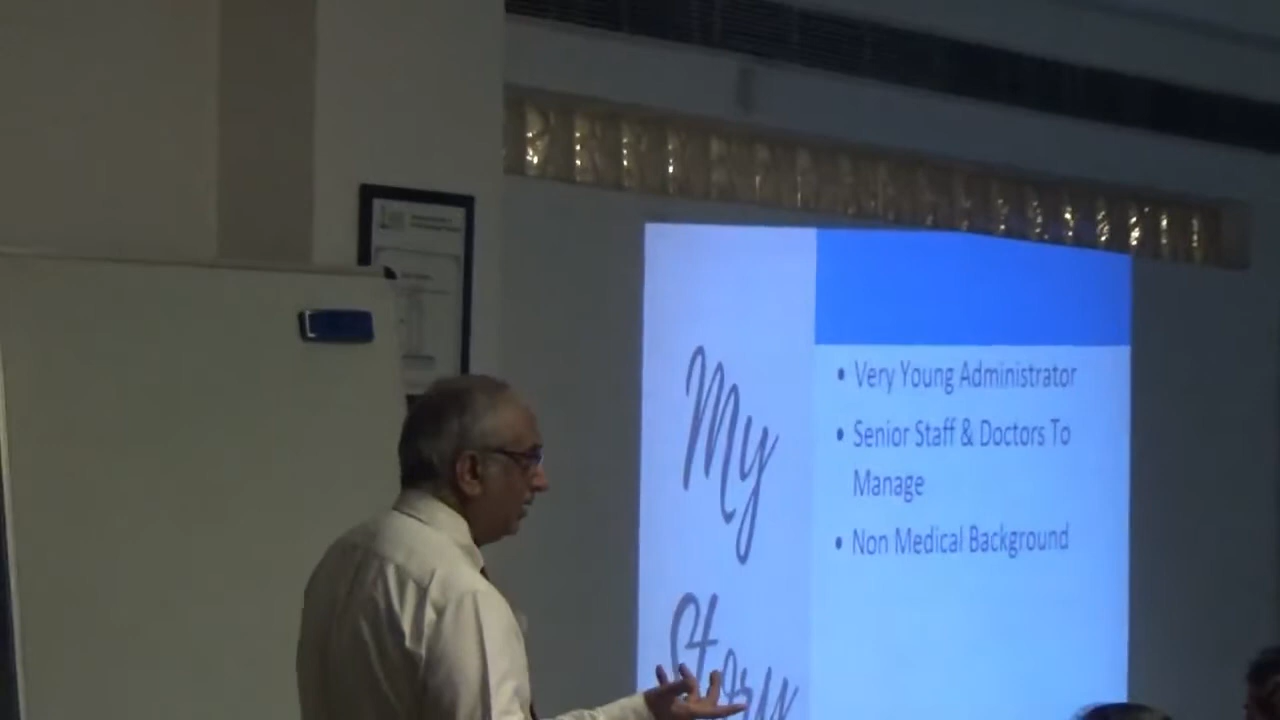 My
Story
• Very Young Administrator
• Senior Staff & Doctors To
Manage
• Non Medical Background